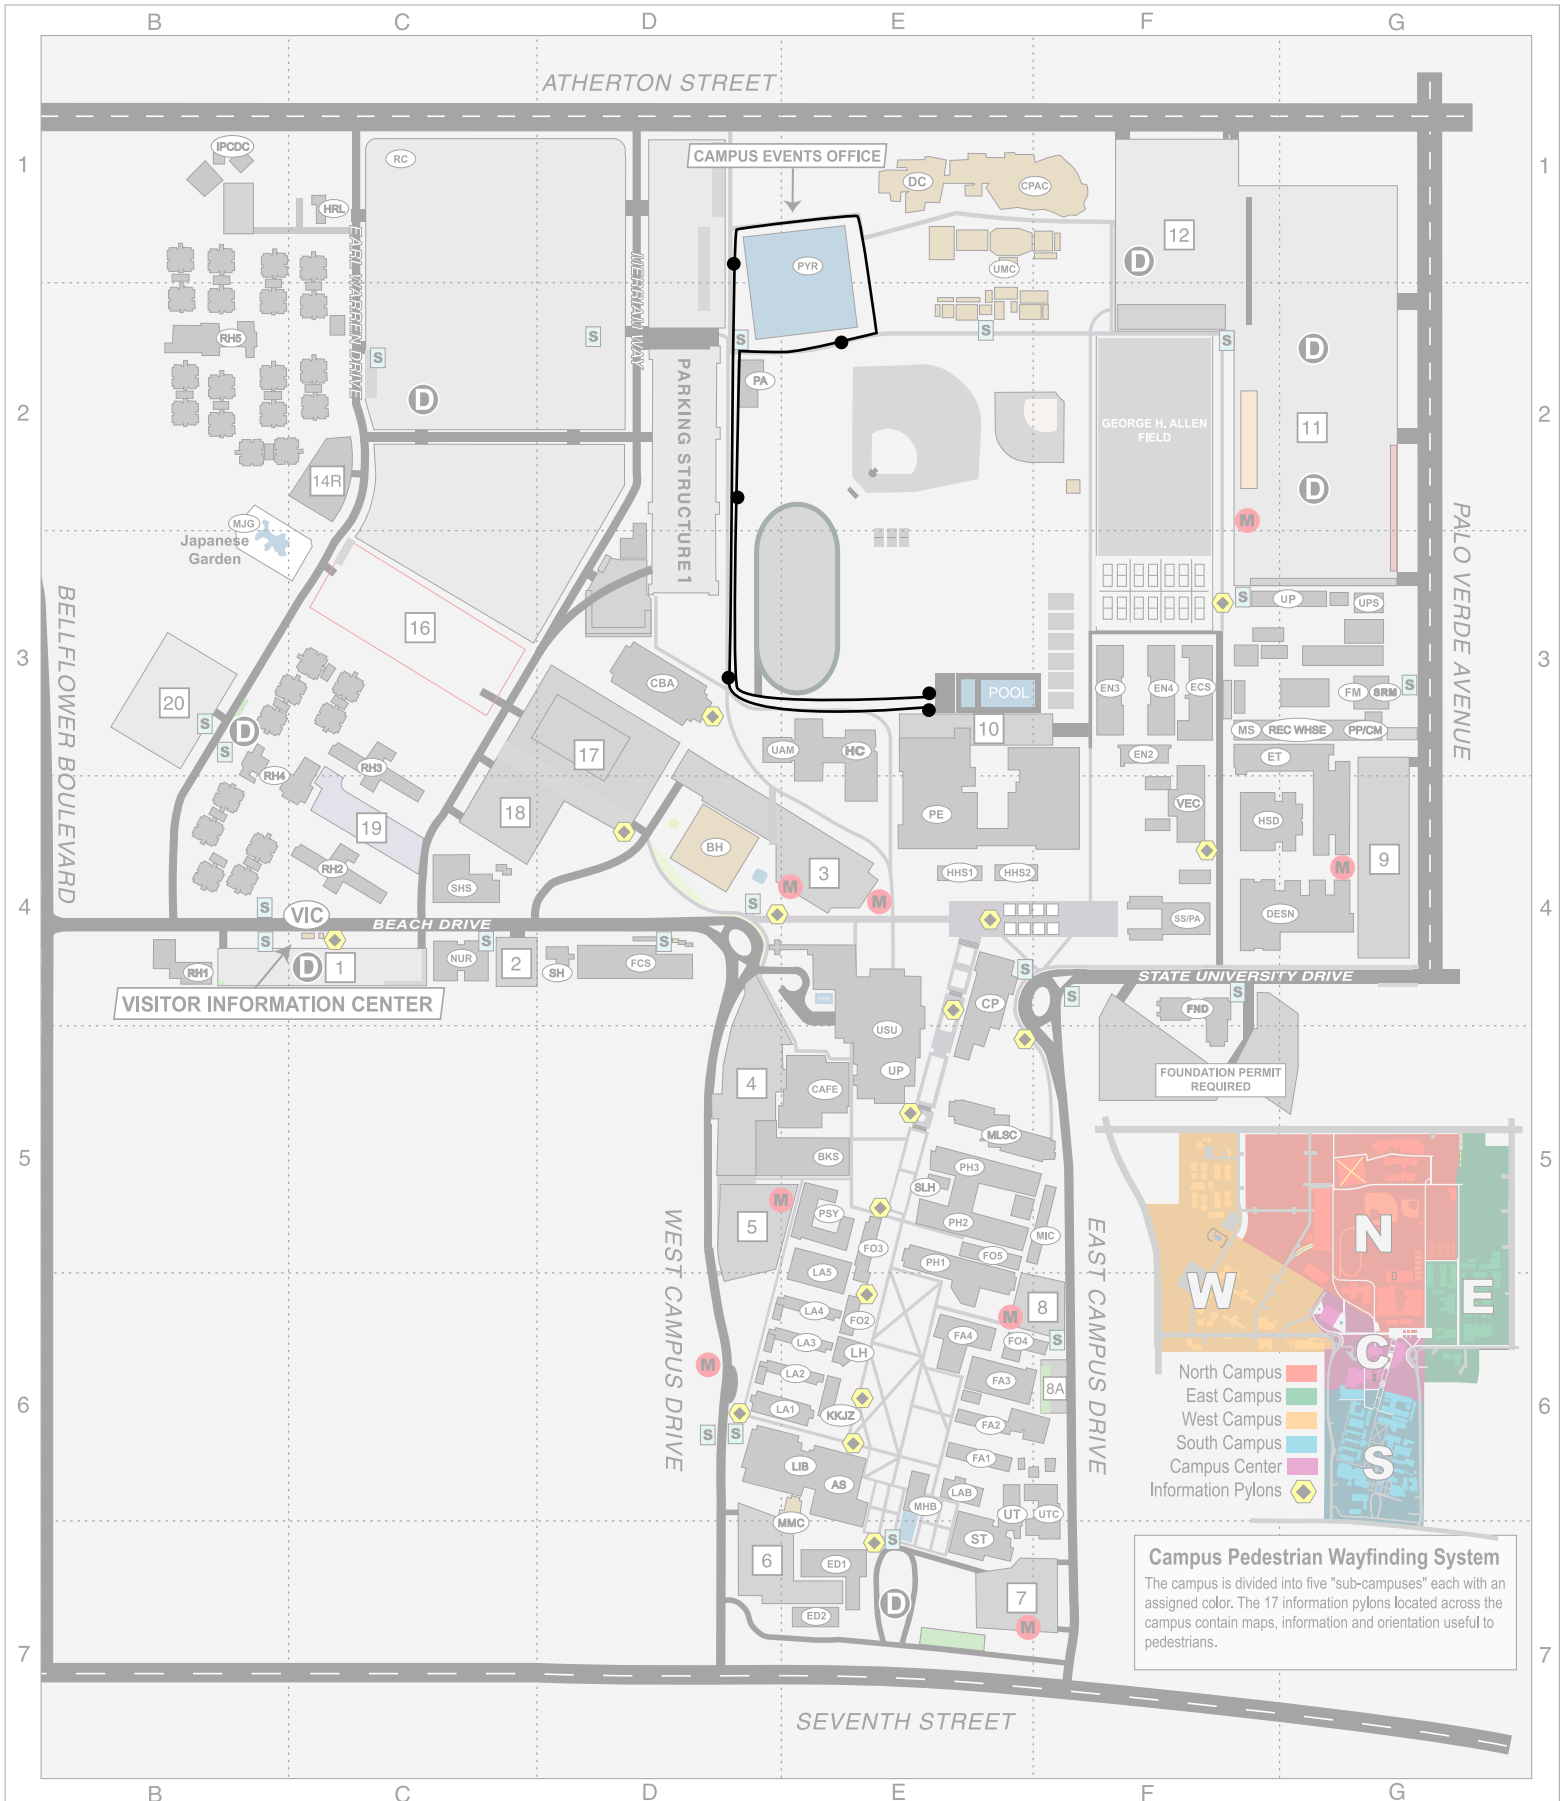 B C D E F G
ATHERTON STREET
1 1
IPCDC
RC
CAMPUS EVENTS OFFICE
DC
CPAC
HRL
12
EARL WARREN DRIVE
MERRIAM WAY
PYR
UMC
D
RH5
S
S
S
S
S
S
D
PA
PARKING STRUCTURE 1
D
2 2
GEORGE H. ALLEN
FIELD
11
14R
D
MJG
Japanese
Garden
M
PALO VERDE AVENUE
BELLFLOWER BOULEVARD
S
UP
UPS
16
3 3
CBA
POOL
EN3
EN4
ECS
FM
SRM
S
20
S
D
S
10
MS
REC WHSE
PP/CM
UAM
HC
EN2
ET
17
RH3
RH4
18
19
PE
VEC
HSD
BH
3
9
RH2
SHS
HHS1
HHS2
M
M
M
S
S
VIC
4 4
BEACH DRIVE
SS/PA
DESN
S
S
S
D
1
NUR
2
SH
FCS
RH1
S
STATE UNIVERSITY DRIVE
VISITOR INFORMATION CENTER
CP
S
S
FND
USU
UP
FOUNDATION PERMIT
REQUIRED
4
CAFE
MLSC
5 5
BKS
PH3
SLH
M
5
PSY
PH2
MIC
FO3
WEST CAMPUS DRIVE
EAST CAMPUS DRIVE
PH1
FO5
LA5
N
W
E
C
S
8
M
LA4
FO2
FA4
FO4
S
LA3
LH
M
LA2
FA3
8A
LA1
KKJZ
6 6
S
S
FA2
LIB
FA1
AS
LAB
MHB
UT
UTC
MMC
S
ST
6
ED1
7
D
ED2
M
North Campus
East Campus
West Campus
South Campus
Campus Center
Information Pylons
Campus Pedestrian Wayfinding System
The campus is divided into five "sub-campuses" each with an
assigned color. The 17 information pylons located across the
campus contain maps, information and orientation useful to
pedestrians.
7 7
SEVENTH STREET
B C D E F G